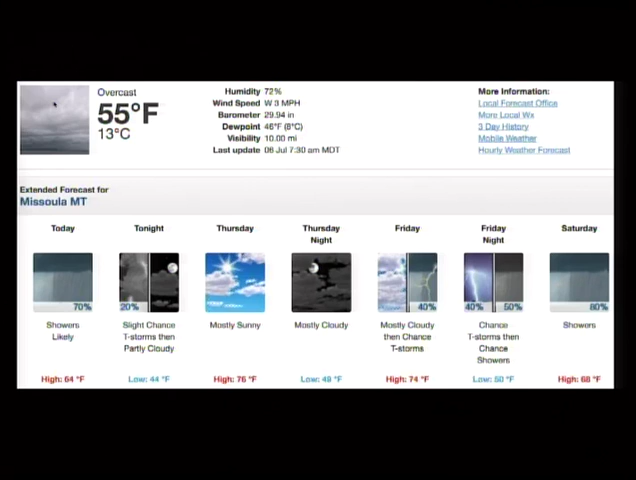 Overcast
55°F
13°C
Humidity 72%
Wind Speed W 3 MPH
Barometer 29.94 in
Dewpoint 46°F (8°C)
Visibility 10.00 mi
Last update 06 Jul 7:30 am MDT
More Information:
Local Forecast Office
More Local Wx
3 Day History
Mobile Weather
Hourly Weather Forecast
Extended Forecast for
Missoula MT
Today
70%
Showers
Likely
High: 64 °F
Tonight
20%
Slight Chance
T-storms then
Partly Cloudy
Low: 44 °F
Thursday
Mostly Sunny
High: 76 °F
Thursday
Night
Mostly Cloudy
Low: 49 °F
Friday
40%
Mostly Cloudy
then Chance
T-storms
High: 74 °F
Friday
Night
40% 50%
Chance
T-storms then
Chance
Showers
Low: 50 °F
Saturday
80%
Showers
High: 68 °F